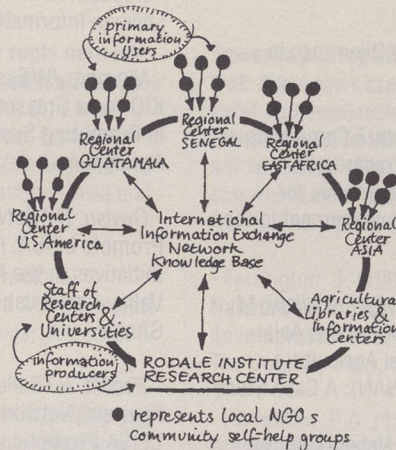 primary
information
Users
Regional
Center
GUATAMALA
Regional
Center
SENEGAL
Regional
Center
EAST AFRICA
Regional
Center
U.S. America
International
Information Exchange
Network
Knowledge Base
Regional
Center
ASIA
Staff of
Research
Centers &
Universities
Agricultural
Libraries &
Information
Centers
information
producer
RODALE INSTITUTE
RESEARCH CENTER
represents local NGOs
community self-help groups